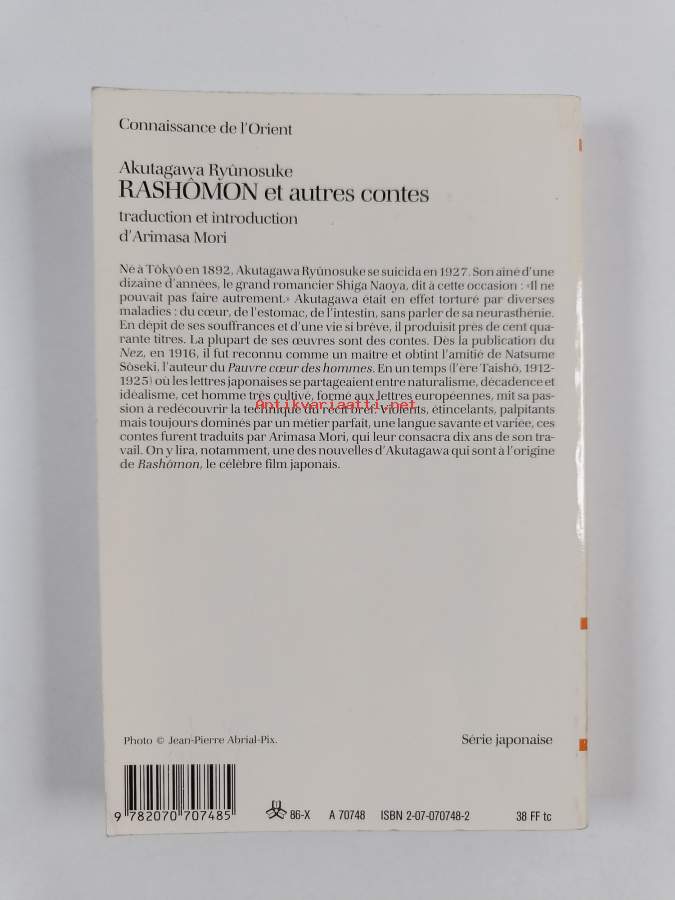 Connaissance de l'Orient
Akutagawa Ryûnosuke
RASHÔMON et autres contes
traduction et introduction
d'Arimasa Mori
Né à Tôkyô en 1892, Akutagawa Ryûnosuke se suicida en 1927. Son aîné d'une
dizaine d'années, le grand romancier Shiga Naoya, dit à cette occasion : «Il ne
pouvait pas faire autrement.» Akutagawa était en effet torturé par diverses
maladies : du cœur, de l'estomac, de l'intestin, sans parler de sa neurasthénie.
En dépit de ses souffrances et d'une vie si brève, il produisit près de cent qua-
rante titres. La plupart de ses œuvres sont des contes. Dès la publication du
Nez, en 1916, il fut reconnu comme un maître et obtint l'amitié de Natsume
Sôseki, l'auteur du Pauvre cœur des hommes. En un temps (l'ère Taishô, 1912-
1925) où les lettres japonaises se partageaient entre naturalisme, décadence et
idéalisme, cet homme très cultivé, formé aux lettres européennes, mit sa pas-
sion à redécouvrir la technique du récit bref. Violents, étincelants, palpitants
Antikvariaatti.net
mais toujours dominés par un métier parfait, une langue savante et variée, ces
contes furent traduits par Arimasa Mori, qui leur consacra dix ans de son tra-
vail. On y lira, notamment, une des nouvelles d'Akutagawa qui sont à l'origine
de Rashômon, le célèbre film japonais.
Photo © Jean-Pierre Abrial-Pix.
Série japonaise
9 782070 707485
86-X A 70748 ISBN 2-07-070748-2 38 FF tc